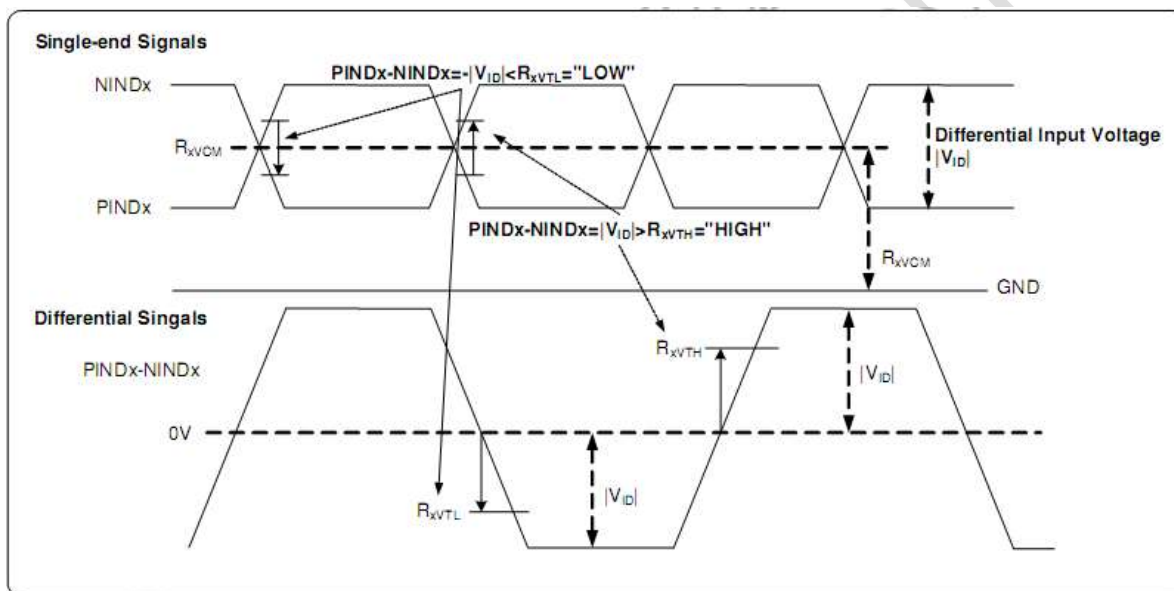 Single-end Signals
PINDx-NINDx=-|VID|<RxVTL="LOW"
NINDx
Differential Input Voltage
|VID|
RxVCM
PINDx
PINDx-NINDx=|VID|>RxVTH="HIGH"
RxVCM
GND
Differential Singals
RxVTH
PINDx-NINDx
|VID|
0V
|VID|
RxVTL